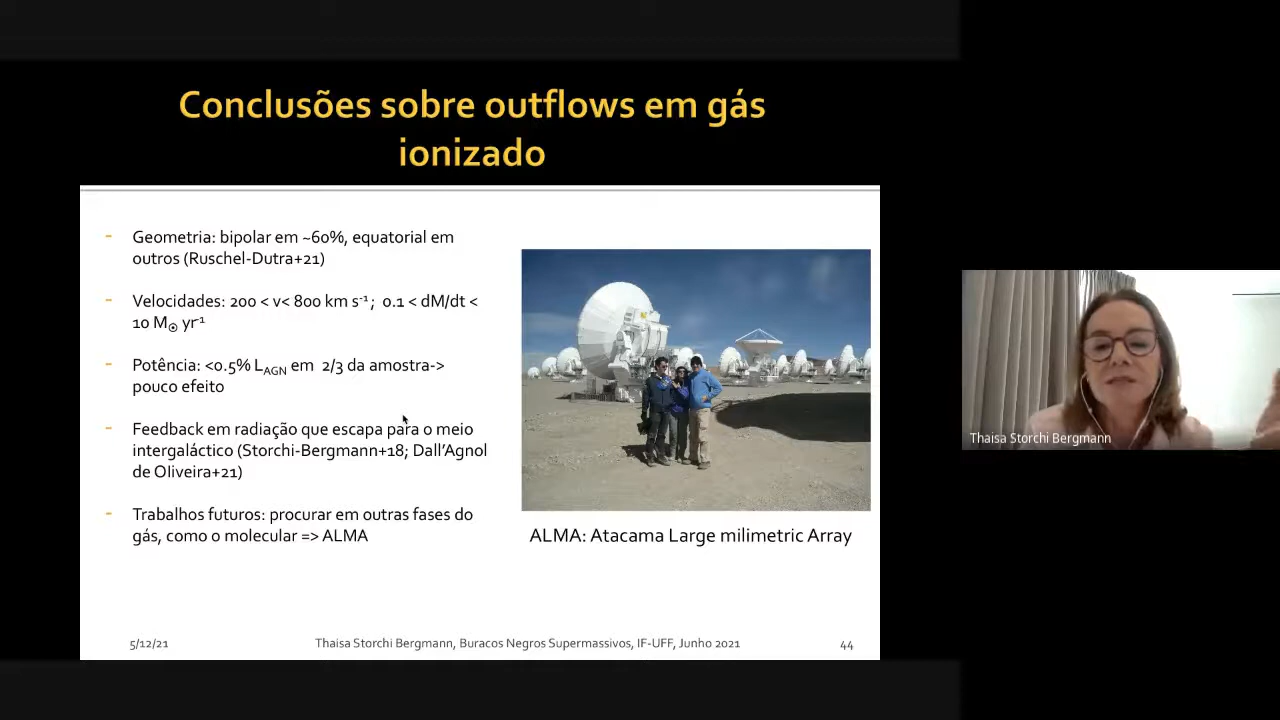 Conclusões sobre outflows em gás
ionizado
- Geometria: bipolar em ~60%, equatorial em
outros (Ruschel-Dutra+21)
- Velocidades: 200 < v< 800 km s⁻¹ ; 0.1 < dM/dt <
10 M☉ yr⁻¹
- Potência: <0.5% L_AGN em 2/3 da amostra->
pouco efeito
- Feedback em radiação que escapa para o meio
intergaláctico (Storchi-Bergmann+18; Dall’Agnol
de Oliveira+21)
- Trabalhos futuros: procurar em outras fases do
gás, como o molecular => ALMA
ALMA: Atacama Large milimetric Array
5/12/21
Thaisa Storchi Bergmann, Buracos Negros Supermassivos, IF-UFF, Junho 2021
44
Thaisa Storchi Bergmann